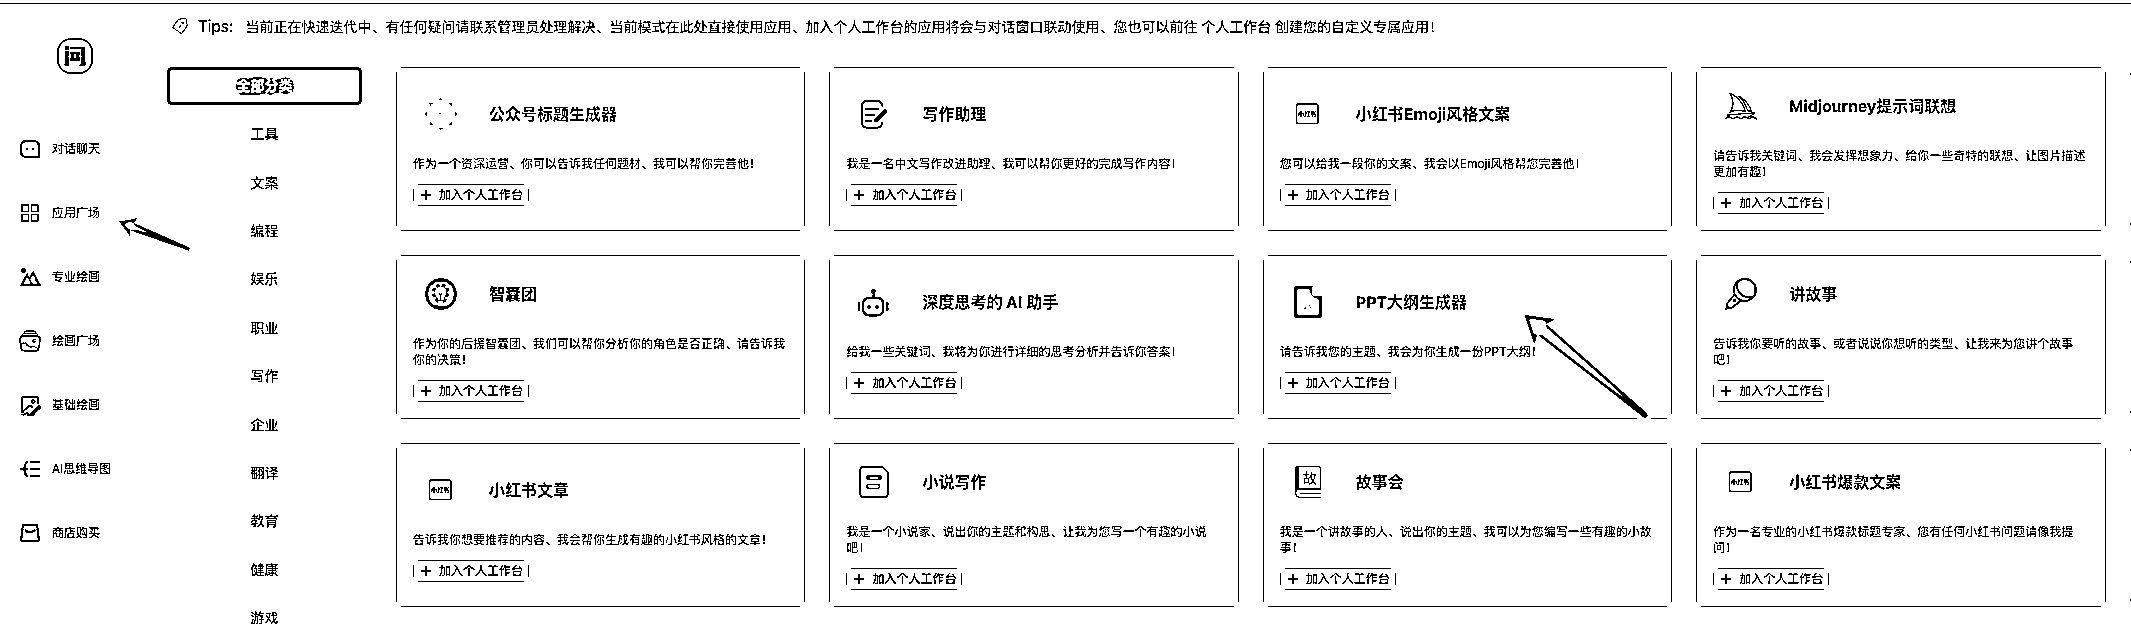 Tips: 当前正在快速迭代中、有任何疑问请联系管理员处理解决、当前模式在此处直接使用应用、加入个人工作台的应用将会与对话窗口联动使用、您也可以前往 个人工作台 创建您的自定义专属应用!
问
对话聊天
应用广场
专业绘画
绘画广场
基础绘画
AI思维导图
商店购买
全部分类
工具
文案
编程
娱乐
职业
写作
企业
翻译
教育
健康
游戏
公众号标题生成器
作为一个资深运营、你可以告诉我任何题材、我可以帮你完善他!
+ 加入个人工作台
写作助理
我是一名中文写作改进助理、我可以帮你更好的完成写作内容!
+ 加入个人工作台
小红书
小红书Emoji风格文案
您可以给我一段你的文案、我会以Emoji风格帮您完善他!
+ 加入个人工作台
Midjourney提示词联想
请告诉我关键词、我会发挥想象力、给你一些奇特的联想、让图片描述
更加有趣!
+ 加入个人工作台
智囊团
作为你的后援智囊团、我们可以帮你分析你的角色是否正确、请告诉我
你的决策!
+ 加入个人工作台
深度思考的 AI 助手
给我一些关键词、我将为你进行详细的思考分析并告诉你答案!
+ 加入个人工作台
PPT大纲生成器
请告诉我您的主题、我会为你生成一份PPT大纲!
+ 加入个人工作台
讲故事
告诉我你要听的故事、或者说说你想听的类型、让我来为您讲个故事
吧!
+ 加入个人工作台
小红书
小红书文章
告诉我你想要推荐的内容、我会帮你生成有趣的小红书风格的文章!
+ 加入个人工作台
小说写作
我是一个小说家、说出你的主题和构思、让我为您写一个有趣的小说
吧!
+ 加入个人工作台
故
故事会
我是一个讲故事的人、说出你的主题、我可以为您编写一些有趣的小故
事!
+ 加入个人工作台
小红书
小红书爆款文案
作为一名专业的小红书爆款标题专家、您有任何小红书问题请像我提
问!
+ 加入个人工作台